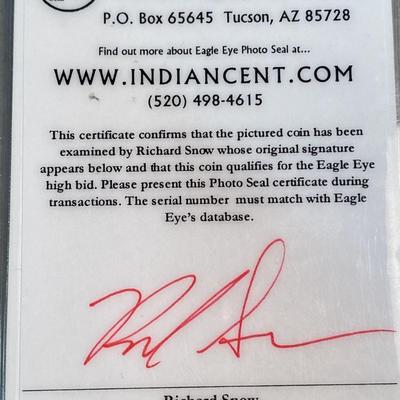 P.O. Box 65645 Tucson, AZ 85728
Find out more about Eagle Eye Photo Seal at...
WWW.INDIANCENT.COM
(520) 498-4615
This certificate confirms that the pictured coin has been
examined by Richard Snow whose original signature
appears below and that this coin qualifies for the Eagle Eye
high bid. Please present this Photo Seal certificate during
transactions. The serial number must match with Eagle
Eye's database.
Richard Snow